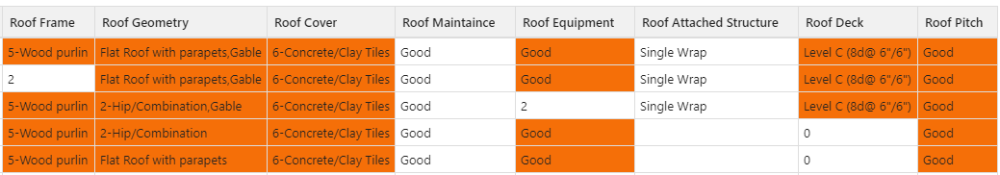 Roof Frame Roof Geometry Roof Cover Roof Maintaince Roof Equipment Roof Attached Structure Roof Deck Roof Pitch
5-Wood purlin Flat Roof with parapets,Gable 6-Concrete/Clay Tiles Good Good Single Wrap Level C (8d@ 6"/6") Good
2 Flat Roof with parapets,Gable 6-Concrete/Clay Tiles Good Good Single Wrap Level C (8d@ 6"/6") Good
5-Wood purlin 2-Hip/Combination,Gable 6-Concrete/Clay Tiles Good 2 Single Wrap Level C (8d@ 6"/6") Good
5-Wood purlin 2-Hip/Combination 6-Concrete/Clay Tiles Good Good 0 Good
5-Wood purlin Flat Roof with parapets 6-Concrete/Clay Tiles Good Good 0 Good